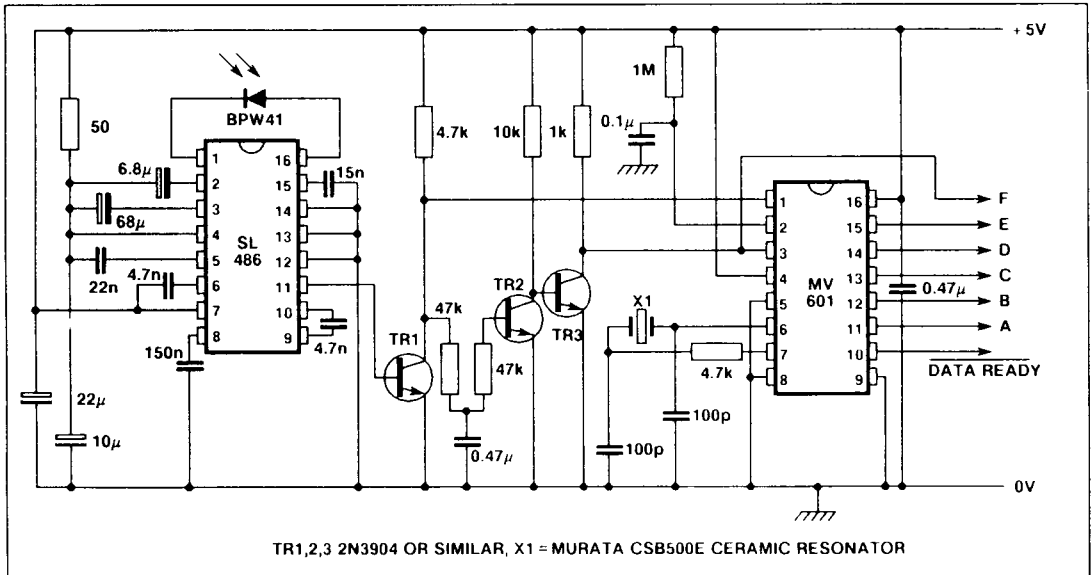 + 5V
1M
50
BPW41
4.7k
10k
1k
0.1μ
6.8μ
15n
68μ
22n
4.7n
150n
22μ
10μ
1
2
3
4
5
6
7
8
SL
486
16
15
14
13
12
11
10
9
4.7n
TR1
47k
47k
0.47μ
TR2
TR3
X1
4.7k
100p
100p
1
2
3
4
5
6
7
8
MV
601
16
15
14
13
12
11
10
9
0.47μ
F
E
D
C
B
A
DATA READY
0V
TR1,2,3 2N3904 OR SIMILAR, X1 = MURATA CSB500E CERAMIC RESONATOR